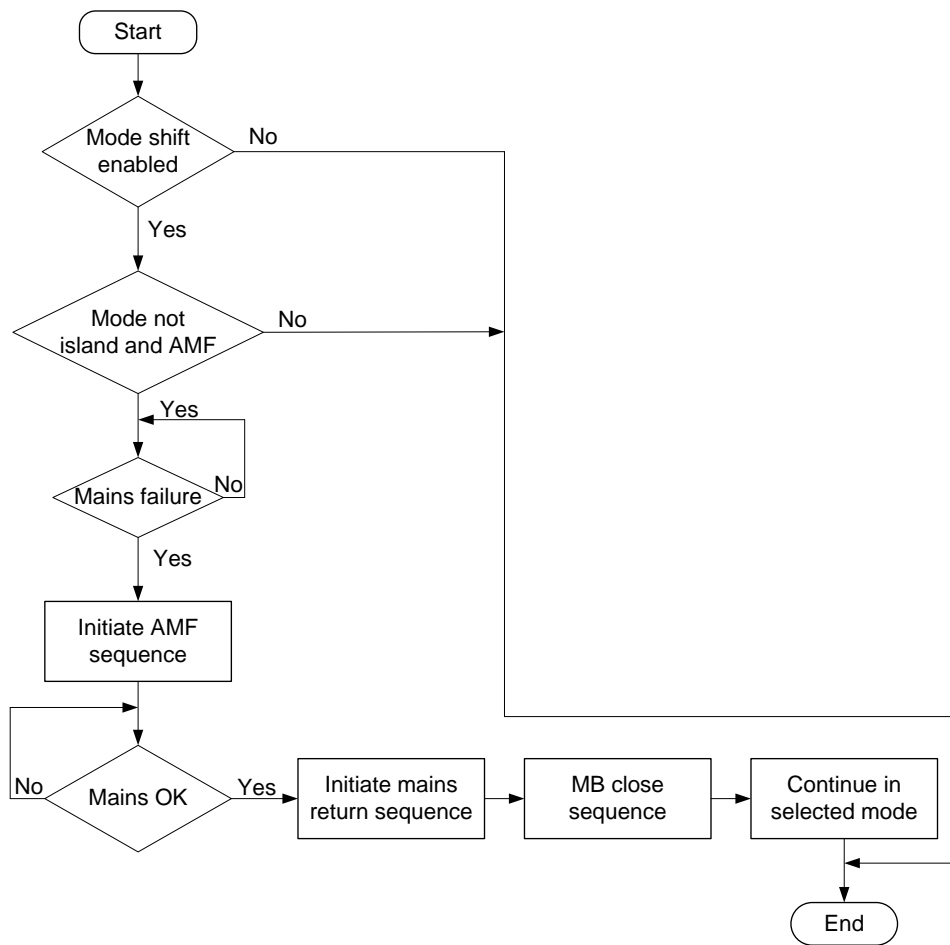 Start
Mode shift
enabled
No
Yes
Mode not
island and AMF
No
Yes
Mains failure
No
Yes
Initiate AMF
sequence
Mains OK
No
Yes
Initiate mains
return sequence
MB close
sequence
Continue in
selected mode
End